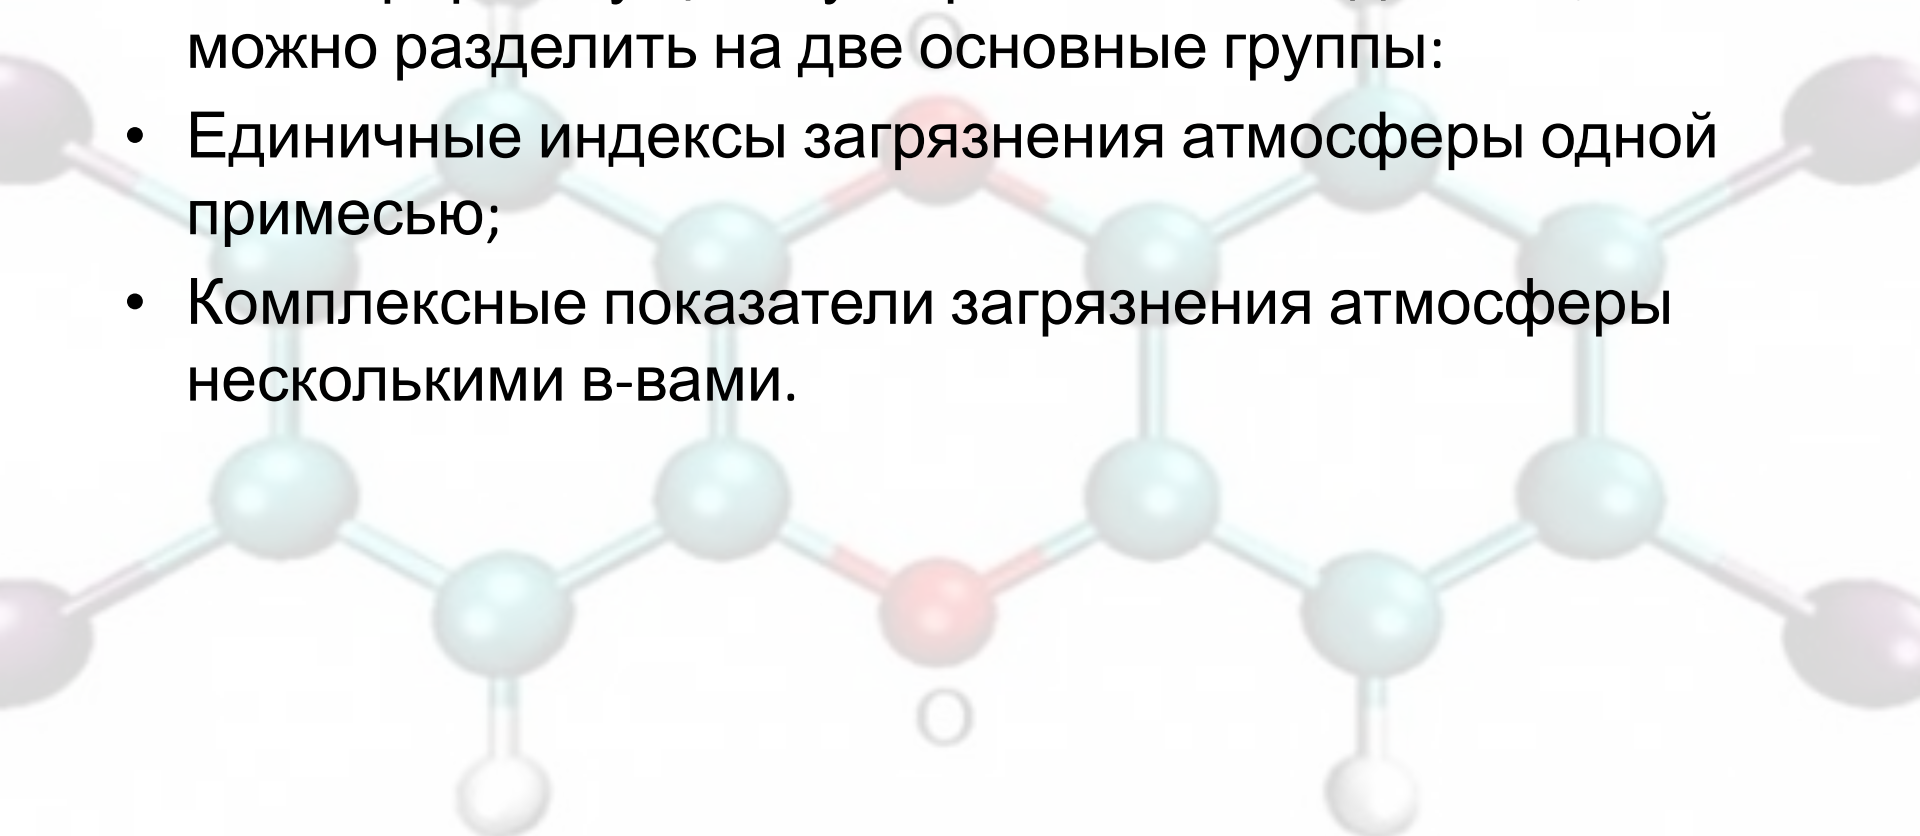 можно разделить на две основные группы:
• Единичные индексы загрязнения атмосферы одной
примесью;
• Комплексные показатели загрязнения атмосферы
несколькими в-вами.
O
O